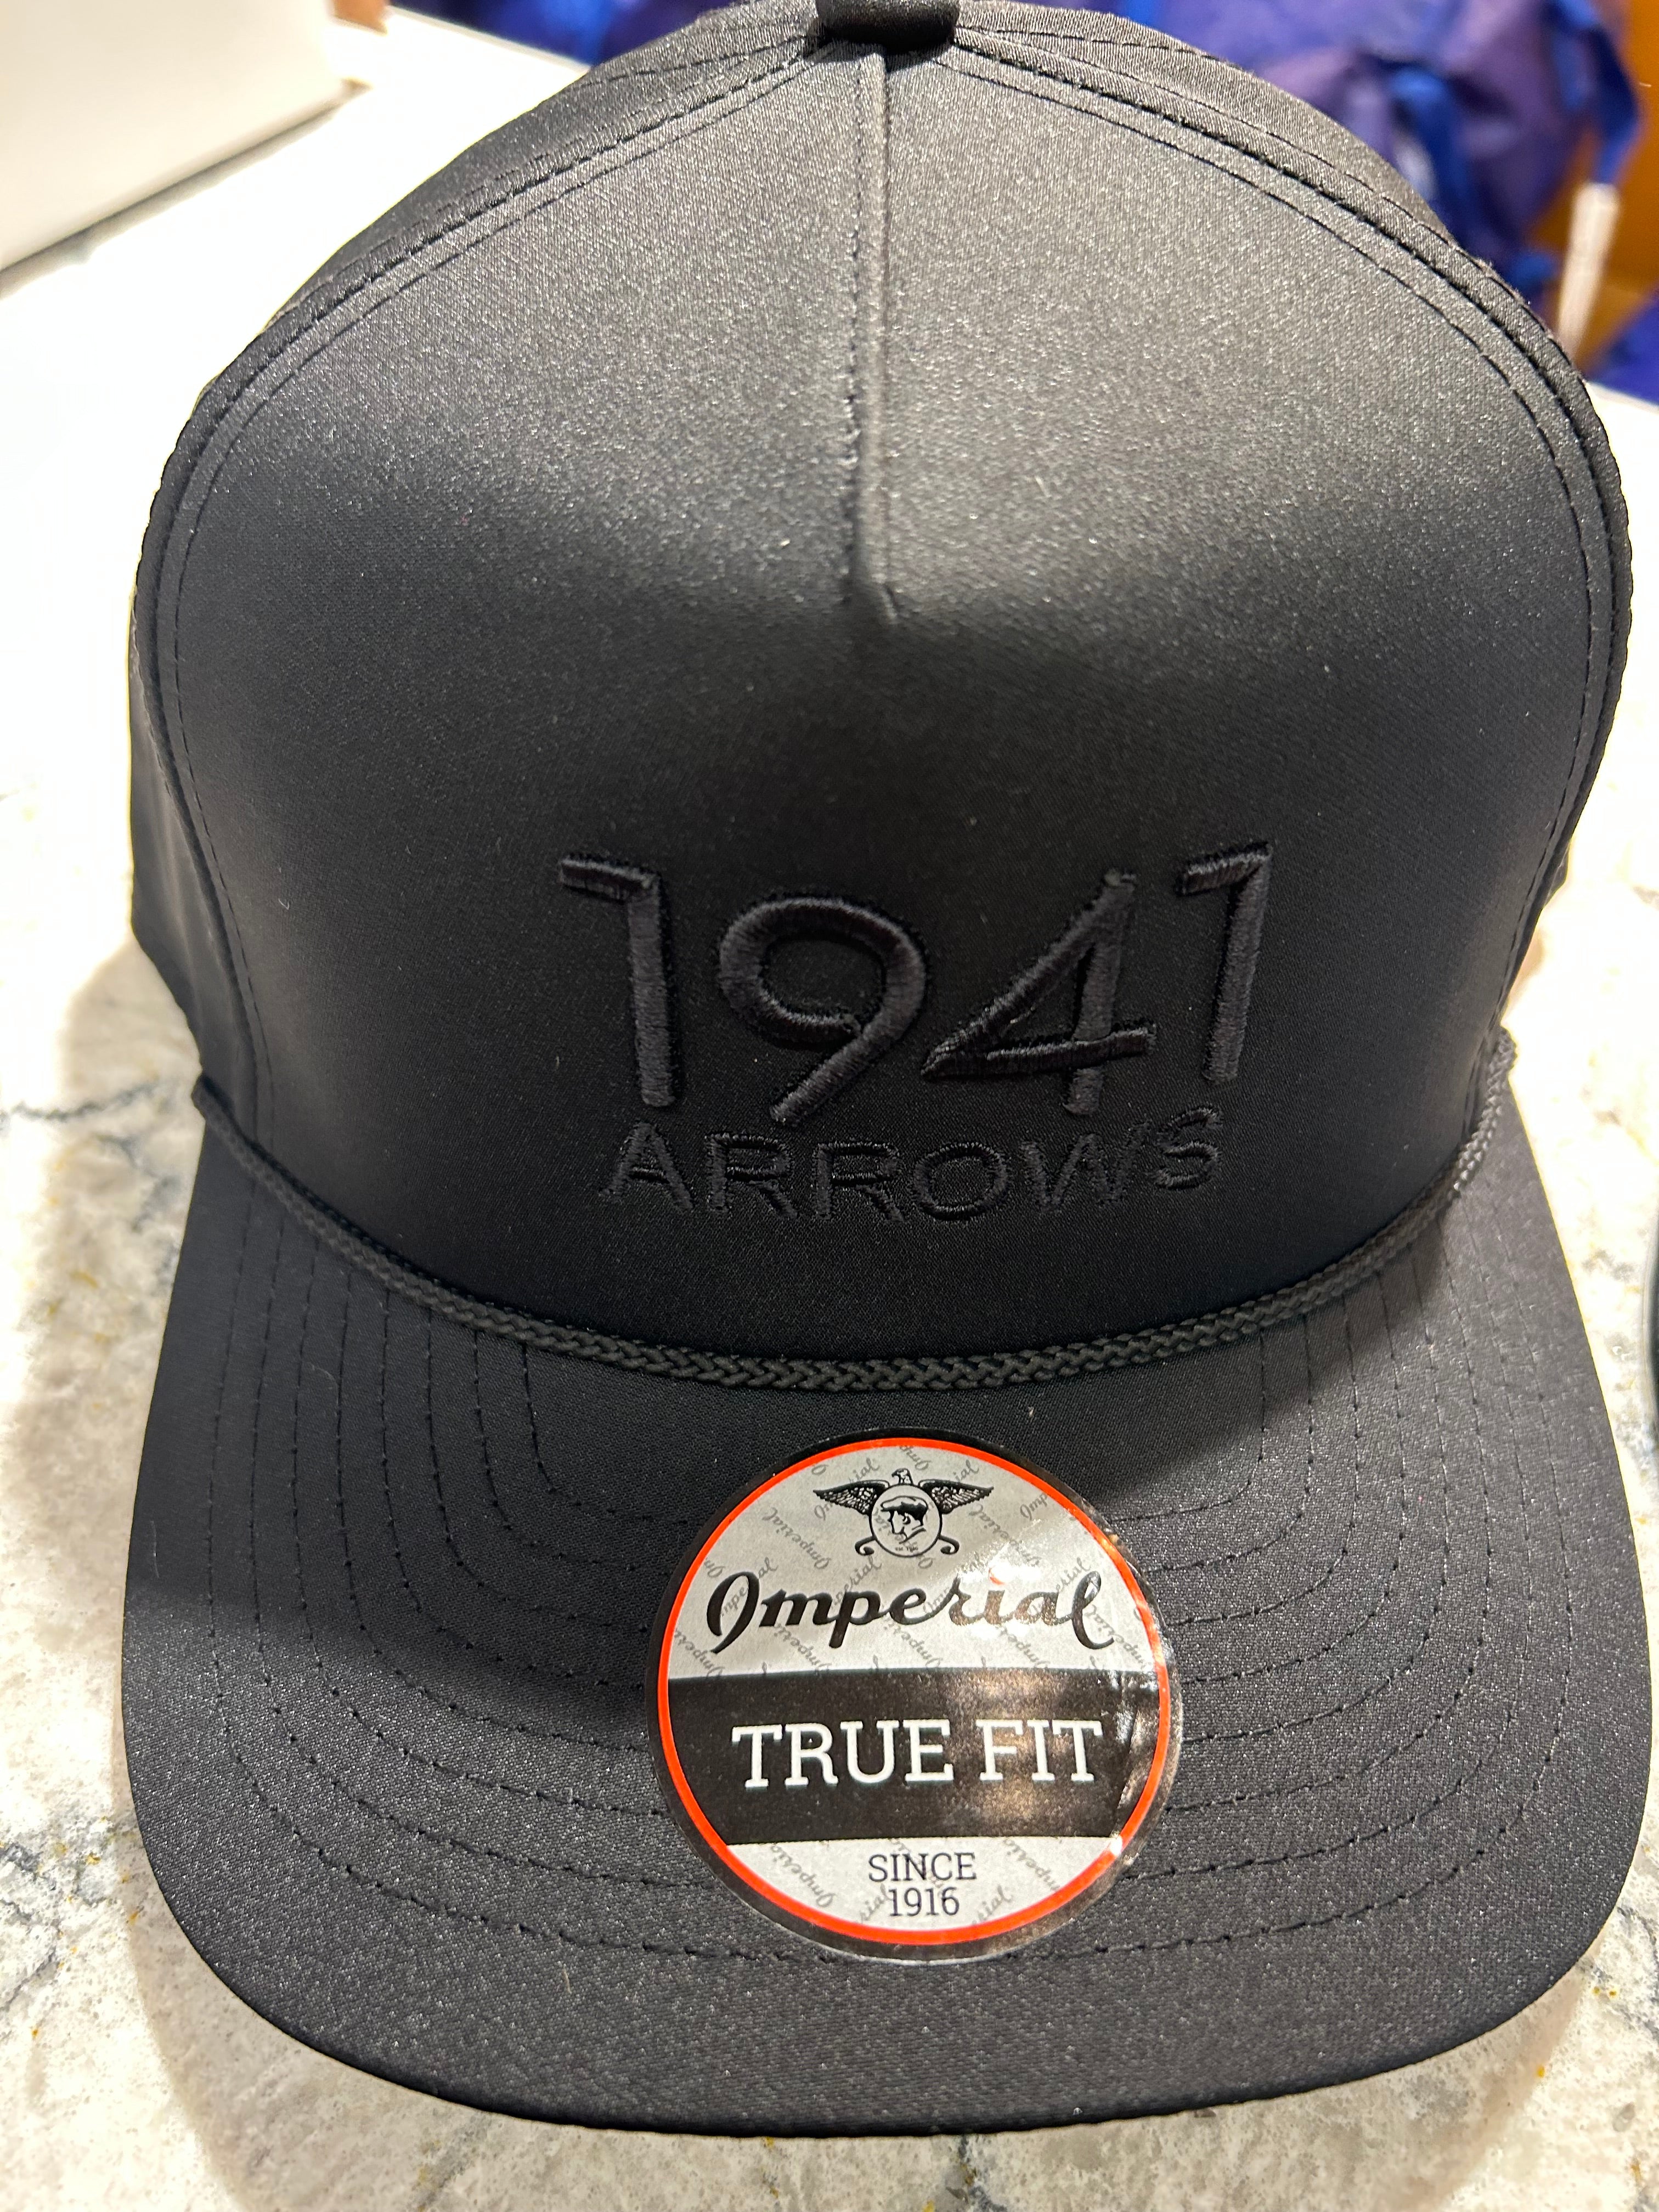 1941
ARROWS
Imperial
TRUE FIT
SINCE
1916